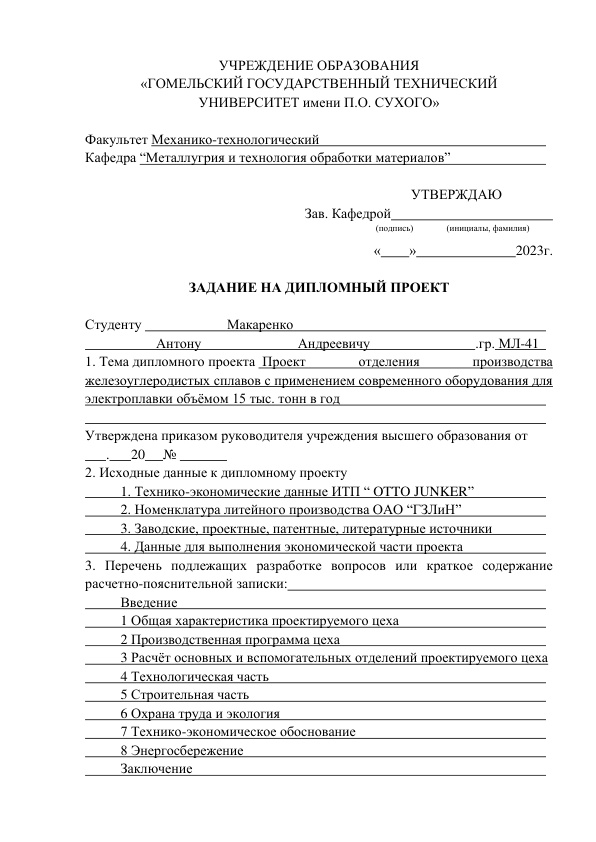 УЧРЕЖДЕНИЕ ОБРАЗОВАНИЯ
«ГОМЕЛЬСКИЙ ГОСУДАРСТВЕННЫЙ ТЕХНИЧЕСКИЙ
УНИВЕРСИТЕТ имени П.О. СУХОГО»
Факультет Механико-технологический
Кафедра “Металлугрия и технология обработки материалов”
УТВЕРЖДАЮ
Зав. Кафедрой____________________
(подпись) (инициалы, фамилия)
«____»______________2023г.
ЗАДАНИЕ НА ДИПЛОМНЫЙ ПРОЕКТ
Студенту Макаренко
Антону Андреевичу .гр. МЛ-41
1. Тема дипломного проекта Проект отделения производства
железоуглеродистых сплавов с применением современного оборудования для
электроплавки объёмом 15 тыс. тонн в год
Утверждена приказом руководителя учреждения высшего образования от
___.___20__№ _______
2. Исходные данные к дипломному проекту
1. Технико-экономические данные ИТП “ OTTO JUNKER”
2. Номенклатура литейного производства ОАО “ГЗЛиН”
3. Заводские, проектные, патентные, литературные источники
4. Данные для выполнения экономической части проекта
3. Перечень подлежащих разработке вопросов или краткое содержание
расчетно-пояснительной записки:
Введение
1 Общая характеристика проектируемого цеха
2 Производственная программа цеха
3 Расчёт основных и вспомогательных отделений проектируемого цеха
4 Технологическая часть
5 Строительная часть
6 Охрана труда и экология
7 Технико-экономическое обоснование
8 Энергосбережение
Заключение